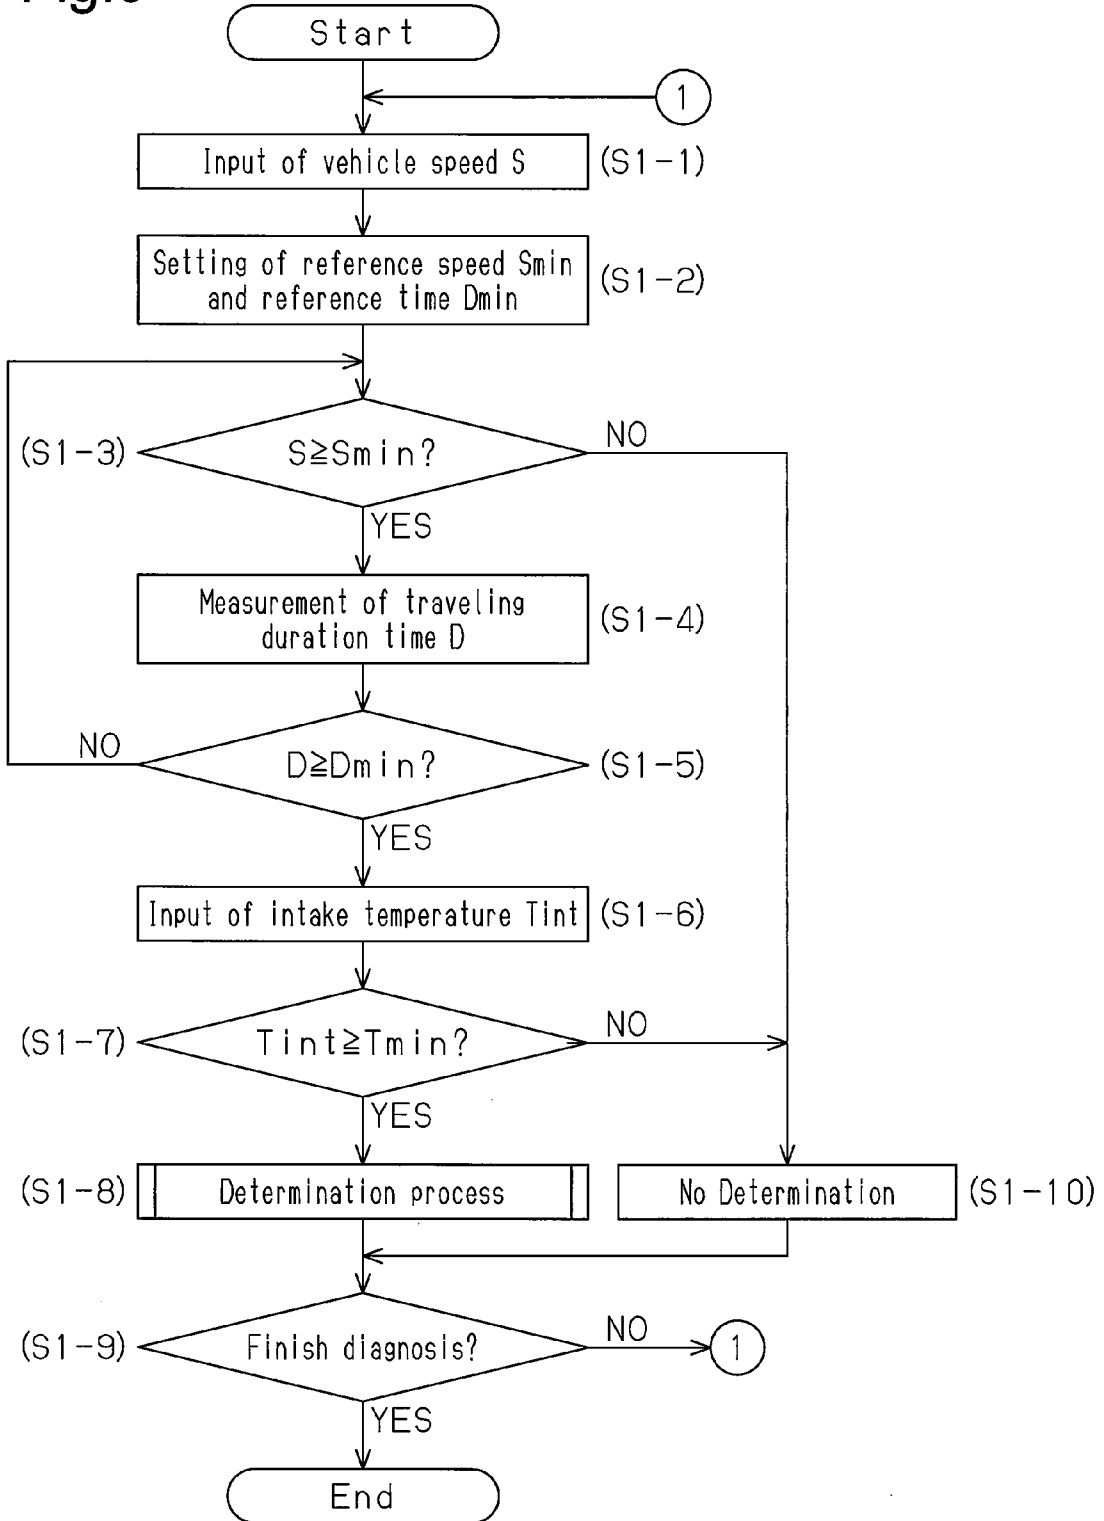 Start
1
Input of vehicle speed S (S1-1)
Setting of reference speed Smin
and reference time Dmin
(S1-2)
(S1-3) S≧Smin? NO
YES
Measurement of traveling
duration time D
(S1-4)
NO D≧Dmin? (S1-5)
YES
Input of intake temperature Tint (S1-6)
(S1-7) Tint≧Tmin? NO
YES
(S1-8) Determination process No Determination (S1-10)
(S1-9) Finish diagnosis? NO 1
YES
End